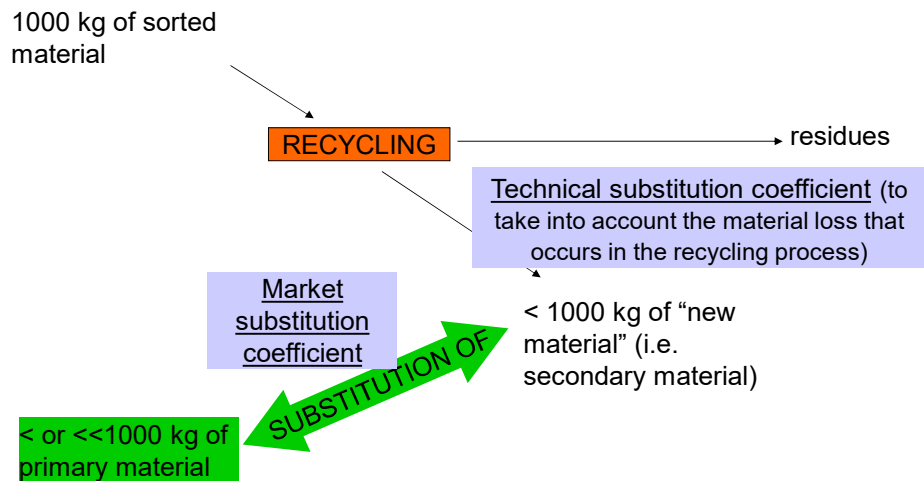 1000 kg of sorted
material
RECYCLING
residues
Technical substitution coefficient (to
take into account the material loss that
occurs in the recycling process)
Market
substitution
coefficient
< 1000 kg of “new
material” (i.e.
secondary material)
SUBSTITUTION OF
< or <<1000 kg of
primary material